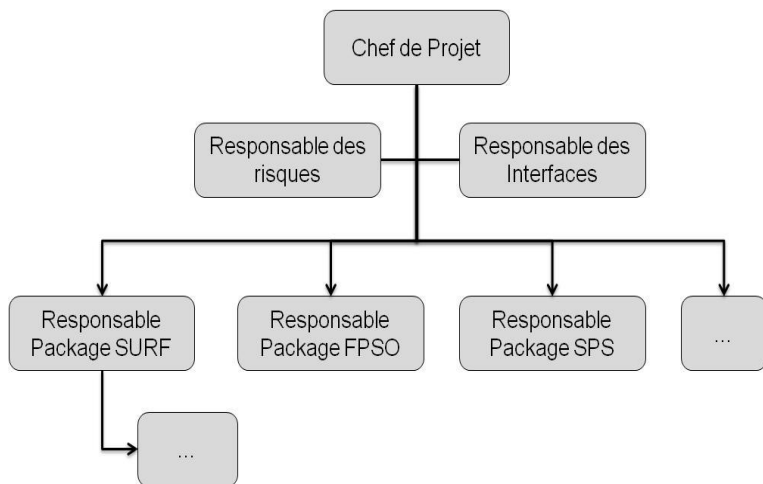 Chef de Projet
Responsable des
risques
Responsable des
Interfaces
Responsable
Package SURF
Responsable
Package FPSO
Responsable
Package SPS
...
...